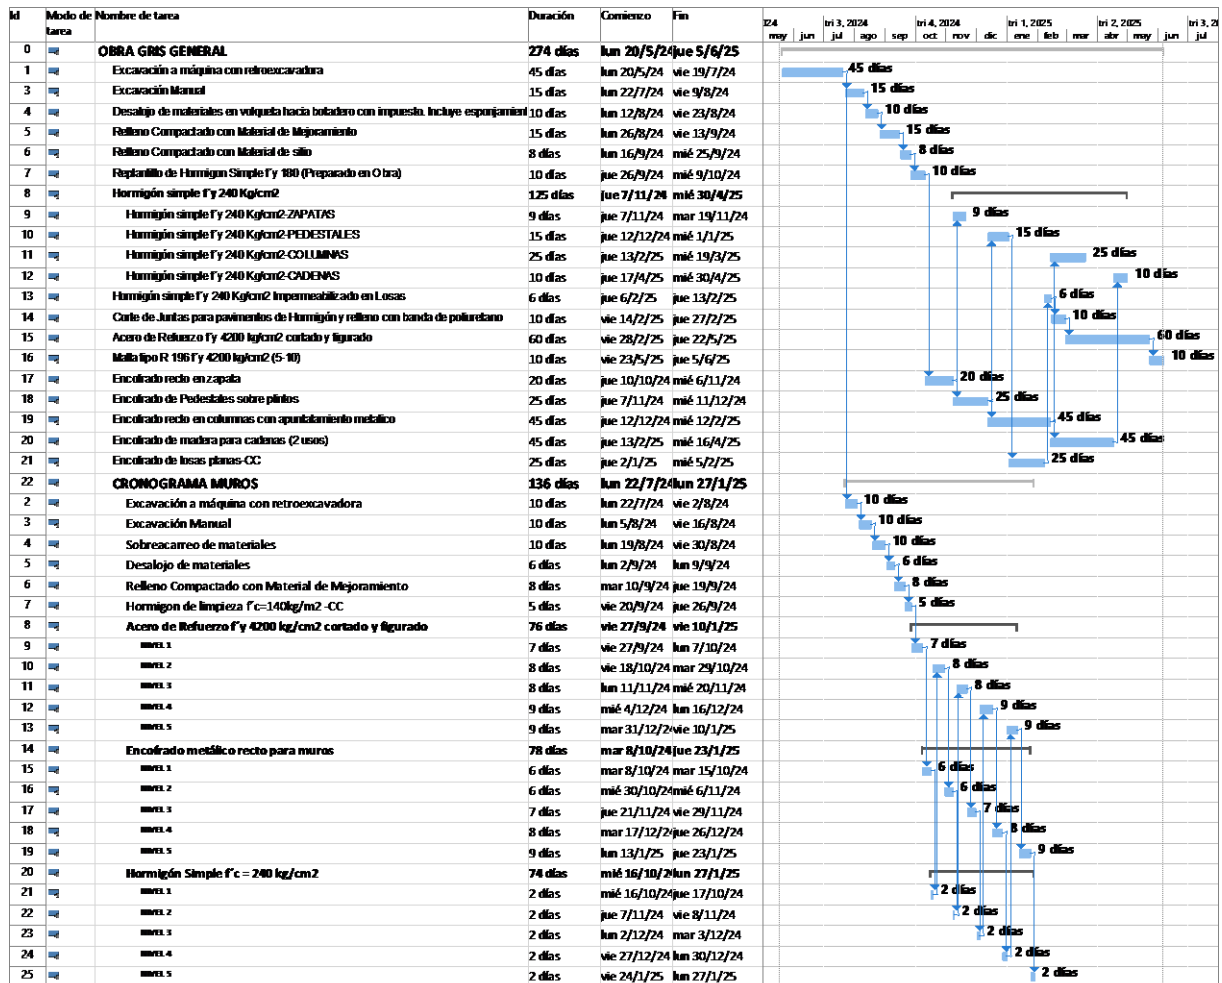 Id Modo de tarea Nombre de tarea Duración Comienzo Fin
024 tri 3, 2024 tri 4, 2024 tri 1, 2025 tri 2, 2025 tri 3, 20
may jun jul ago sep oct nov dic ene feb mar abr may jun jul
0 OBRA GRIS GENERAL 274 días lun 20/5/24 jue 5/6/25
1 Excavación a máquina con retroexcavadora 45 días lun 20/5/24 vie 19/7/24 45 días
3 Excavación Manual 15 días lun 22/7/24 vie 9/8/24 15 días
4 Desalojo de materiales en volqueta hacia botadero con impuesto. Incluye esponjamient 10 días lun 12/8/24 vie 23/8/24 10 días
5 Relleno Compactado con Material de Mejoramiento 15 días lun 26/8/24 vie 13/9/24 15 días
6 Relleno Compactado con Material de sitio 8 días lun 16/9/24 mié 25/9/24 8 días
7 Replantillo de Hormigon Simple f'y 180 (Preparado en Obra) 10 días jue 26/9/24 mié 9/10/24 10 días
8 Hormigón simple f'y 240 Kg/cm2 125 días jue 7/11/24 mié 30/4/25
9 Hormigón simple f'y 240 Kg/cm2-ZAPATAS 9 días jue 7/11/24 mar 19/11/24 9 días
10 Hormigón simple f'y 240 Kg/cm2-PEDESTALES 15 días jue 12/12/24 mié 1/1/25 15 días
11 Hormigón simple f'y 240 Kg/cm2-COLUMNAS 25 días jue 13/2/25 mié 19/3/25 25 días
12 Hormigón simple f'y 240 Kg/cm2-CADENAS 10 días jue 17/4/25 mié 30/4/25 10 días
13 Hormigón simple f'y 240 Kg/cm2 Impermeabilizado en Losas 6 días jue 6/2/25 jue 13/2/25 6 días
14 Corte de Juntas para pavimentos de Hormigón y relleno con banda de poliuretano 10 días vie 14/2/25 jue 27/2/25 10 días
15 Acero de Refuerzo f'y 4200 kg/cm2 cortado y figurado 60 días vie 28/2/25 jue 22/5/25 60 días
16 Malla tipo R 196 f'y 4200 kg/cm2 (5-10) 10 días vie 23/5/25 jue 5/6/25 10 días
17 Encofrado recto en zapata 20 días jue 10/10/24 mié 6/11/24 20 días
18 Encofrado de Pedestales sobre plintos 25 días jue 7/11/24 mié 11/12/24 25 días
19 Encofrado recto en columnas con apuntalamiento metalico 45 días jue 12/12/24 mié 12/2/25 45 días
20 Encofrado de madera para cadenas (2 usos) 45 días jue 13/2/25 mié 16/4/25 45 días
21 Encofrado de losas planas-CC 25 días jue 2/1/25 mié 5/2/25 25 días
22 CRONOGRAMA MUROS 136 días lun 22/7/24 lun 27/1/25
2 Excavación a máquina con retroexcavadora 10 días lun 22/7/24 vie 2/8/24 10 días
3 Excavación Manual 10 días lun 5/8/24 vie 16/8/24 10 días
4 Sobreacarreo de materiales 10 días lun 19/8/24 vie 30/8/24 10 días
5 Desalojo de materiales 6 días lun 2/9/24 lun 9/9/24 6 días
6 Relleno Compactado con Material de Mejoramiento 8 días mar 10/9/24 jue 19/9/24 8 días
7 Hormigon de limpieza f´c=140kg/m2 -CC 5 días vie 20/9/24 jue 26/9/24 5 días
8 Acero de Refuerzo f´y 4200 kg/cm2 cortado y figurado 76 días vie 27/9/24 vie 10/1/25
9 NIVEL 1 7 días vie 27/9/24 lun 7/10/24 7 días
10 NIVEL 2 8 días vie 18/10/24 mar 29/10/24 8 días
11 NIVEL 3 8 días lun 11/11/24 mié 20/11/24 8 días
12 NIVEL 4 9 días mié 4/12/24 lun 16/12/24 9 días
13 NIVEL 5 9 días mar 31/12/24 vie 10/1/25 9 días
14 Encofrado metálico recto para muros 78 días mar 8/10/24 jue 23/1/25
15 NIVEL 1 6 días mar 8/10/24 mar 15/10/24 6 días
16 NIVEL 2 6 días mié 30/10/24 mié 6/11/24 6 días
17 NIVEL 3 7 días jue 21/11/24 vie 29/11/24 7 días
18 NIVEL 4 8 días mar 17/12/24 jue 26/12/24 8 días
19 NIVEL 5 9 días lun 13/1/25 jue 23/1/25 9 días
20 Hormigón Simple f´c = 240 kg/cm2 74 días mié 16/10/24 lun 27/1/25
21 NIVEL 1 2 días mié 16/10/24 jue 17/10/24 2 días
22 NIVEL 2 2 días jue 7/11/24 vie 8/11/24 2 días
23 NIVEL 3 2 días lun 2/12/24 mar 3/12/24 2 días
24 NIVEL 4 2 días vie 27/12/24 lun 30/12/24 2 días
25 NIVEL 5 2 días vie 24/1/25 lun 27/1/25 2 días